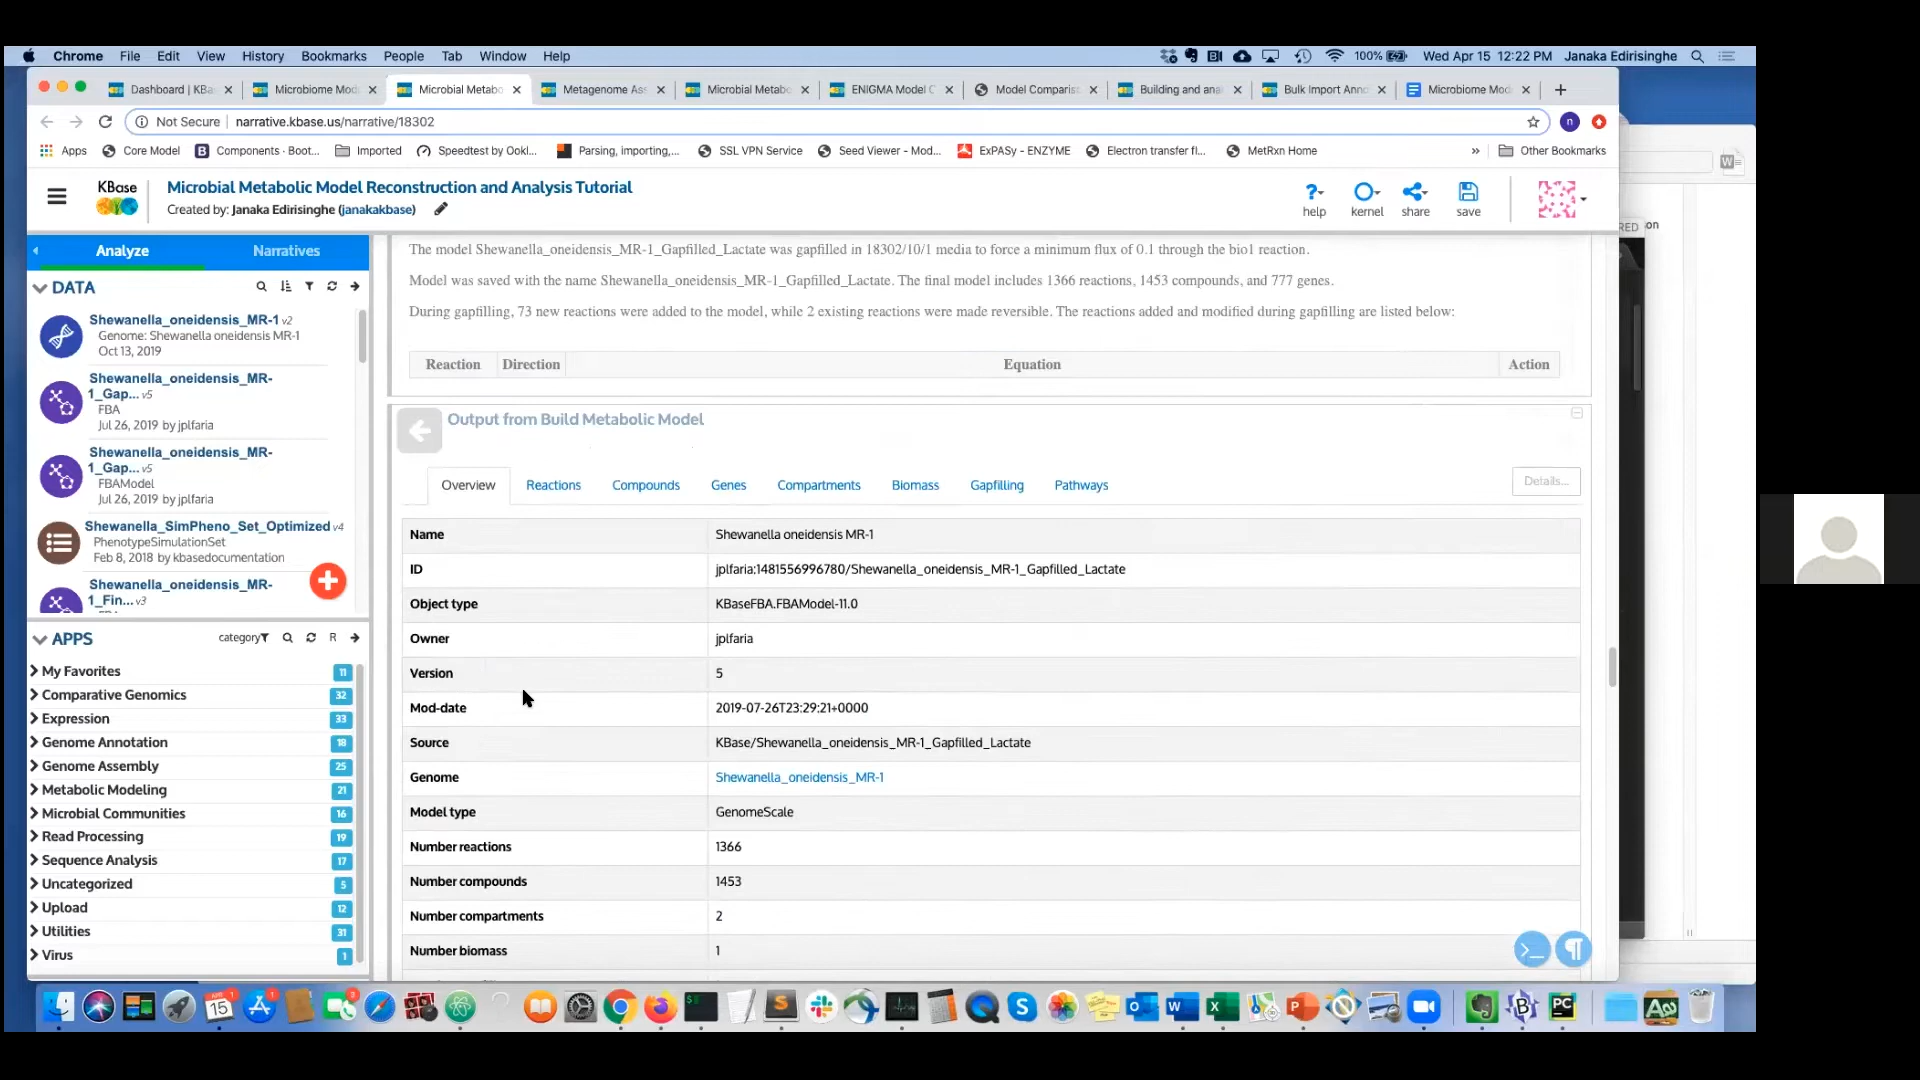 Chrome File Edit View History Bookmarks People Tab Window Help
100% Wed Apr 15 12:22 PM Janaka Edirisinghe
Dashboard | KBa
Microbiome Mod
Microbial Metabo
Metagenome Ass
Microbial Metabo
ENIGMA Model C
Model Comparis
Building and ana
Bulk Import Anno
Microbiome Mod
Not Secure narrative.kbase.us/narrative/18302
n
Apps
Core Model
Components · Boot...
Imported
Speedtest by Ookl...
Parsing, importing,...
SSL VPN Service
Seed Viewer - Mod...
ExPASy - ENZYME
Electron transfer fl...
MetRxn Home
»
Other Bookmarks
KBase
Microbial Metabolic Model Reconstruction and Analysis Tutorial
Created by: Janaka Edirisinghe (janakakbase)
help
kernel
share
save
RED
on
Analyze
Narratives
DATA
Shewanella_oneidensis_MR-1 v2
Genome: Shewanella oneidensis MR-1
Oct 13, 2019
Shewanella_oneidensis_MR-
1_Gap... v5
FBA
Jul 26, 2019 by jplfaria
Shewanella_oneidensis_MR-
1_Gap... v5
FBAModel
Jul 26, 2019 by jplfaria
Shewanella_SimPheno_Set_Optimized v4
PhenotypeSimulationSet
Feb 8, 2018 by kbasedocumentation
Shewanella_oneidensis_MR-
1_Fin... v3
APPS
category
R
My Favorites 11
Comparative Genomics 32
Expression 33
Genome Annotation 18
Genome Assembly 25
Metabolic Modeling 21
Microbial Communities 16
Read Processing 19
Sequence Analysis 17
Uncategorized 5
Upload 12
Utilities 31
Virus 1
The model Shewanella_oneidensis_MR-1_Gapfilled_Lactate was gapfilled in 18302/10/1 media to force a minimum flux of 0.1 through the bio1 reaction.
Model was saved with the name Shewanella_oneidensis_MR-1_Gapfilled_Lactate. The final model includes 1366 reactions, 1453 compounds, and 777 genes.
During gapfilling, 73 new reactions were added to the model, while 2 existing reactions were made reversible. The reactions added and modified during gapfilling are listed below:
Reaction Direction Equation Action
Output from Build Metabolic Model
Overview Reactions Compounds Genes Compartments Biomass Gapfilling Pathways
Details...
Name Shewanella oneidensis MR-1
ID jplfaria:1481556996780/Shewanella_oneidensis_MR-1_Gapfilled_Lactate
Object type KBaseFBA.FBAModel-11.0
Owner jplfaria
Version 5
Mod-date 2019-07-26T23:29:21+0000
Source KBase/Shewanella_oneidensis_MR-1_Gapfilled_Lactate
Genome Shewanella_oneidensis_MR-1
Model type GenomeScale
Number reactions 1366
Number compounds 1453
Number compartments 2
Number biomass 1